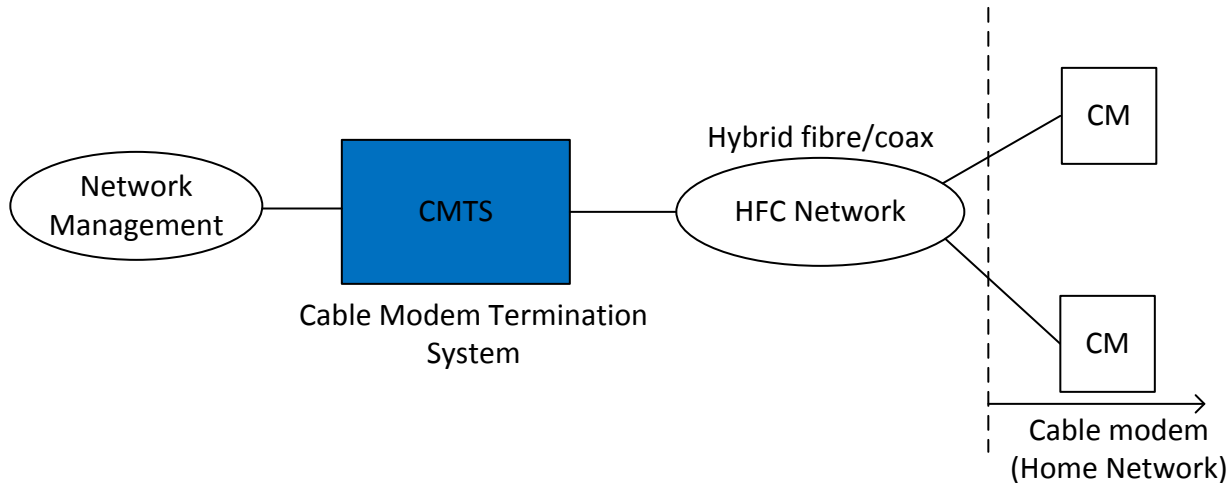 Network
Management
CMTS
Cable Modem Termination
System
Hybrid fibre/coax
HFC Network
CM
CM
Cable modem
(Home Network)